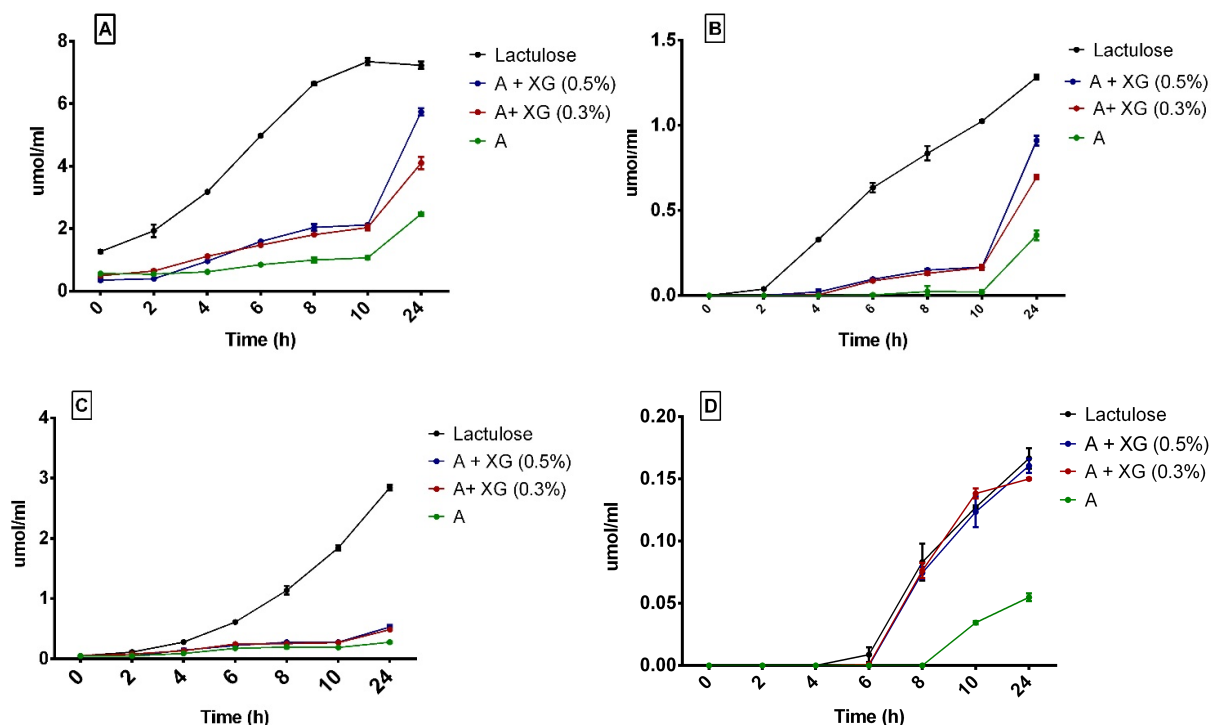 A
8
6
4
2
0
umol/ml
0 2 4 6 8 10 24
Time (h)
Lactulose
A + XG (0.5%)
A+ XG (0.3%)
A
B
1.5
1.0
0.5
0.0
umol/ml
0 2 4 6 8 10 24
Time (h)
Lactulose
A + XG (0.5%)
A+ XG (0.3%)
A
C
4
3
2
1
0
umol/ml
0 2 4 6 8 10 24
Time (h)
Lactulose
A + XG (0.5%)
A+ XG (0.3%)
A
D
0.20
0.15
0.10
0.05
0.00
umol/ml
0 2 4 6 8 10 24
Time (h)
Lactulose
A + XG (0.5%)
A + XG (0.3%)
A